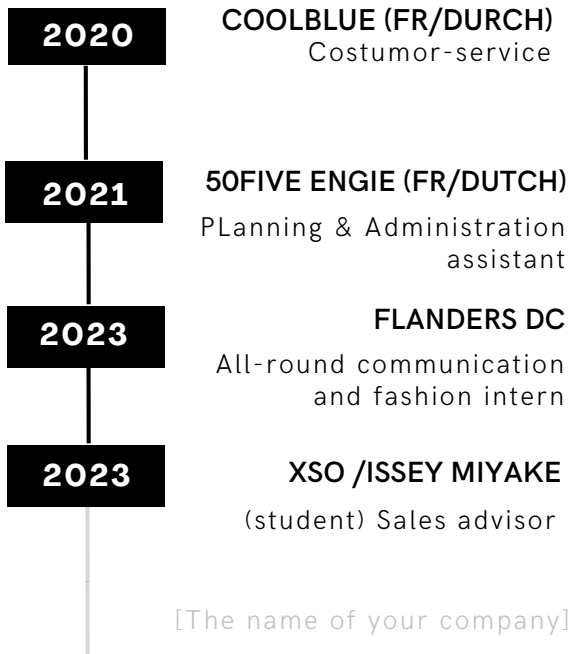 2020
COOLBLUE (FR/DURCH)
Costumor-service
2021
50FIVE ENGIE (FR/DUTCH)
PLanning & Administration
assistant
2023
FLANDERS DC
All-round communication
and fashion intern
2023
XSO /ISSEY MIYAKE
(student) Sales advisor
[The name of your company]